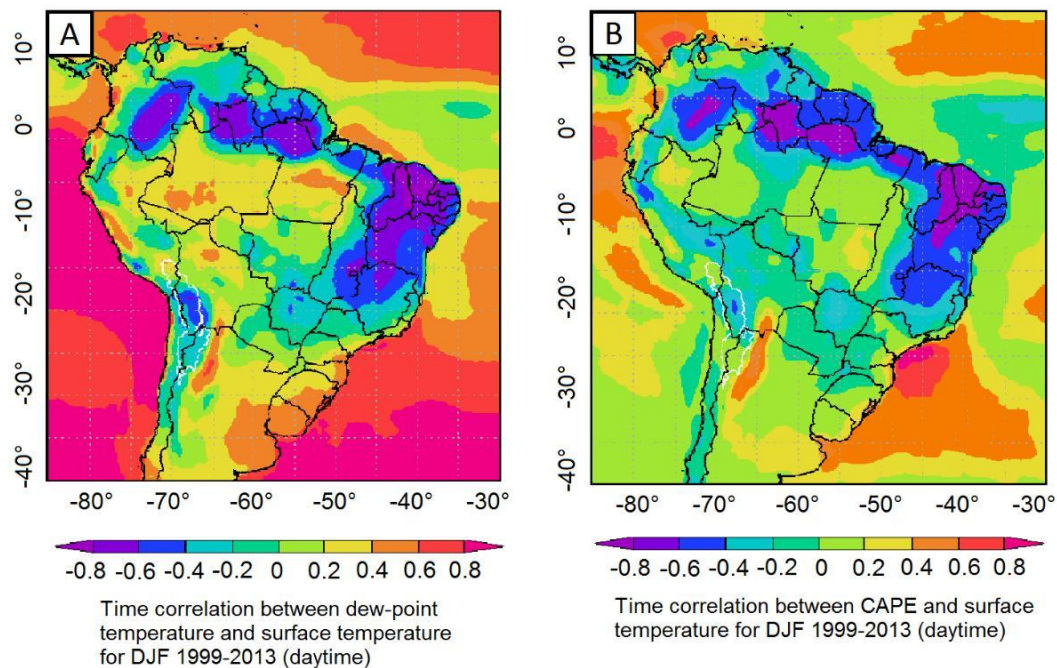 A
10°
0°
-10°
-20°
-30°
-40°
-80° -70° -60° -50° -40° -30°
-0.8 -0.6 -0.4 -0.2 0 0.2 0.4 0.6 0.8
Time correlation between dew-point
temperature and surface temperature
for DJF 1999-2013 (daytime)
B
10°
0°
-10°
-20°
-30°
-40°
-80° -70° -60° -50° -40° -30°
-0.8 -0.6 -0.4 -0.2 0 0.2 0.4 0.6 0.8
Time correlation between CAPE and surface
temperature for DJF 1999-2013 (daytime)